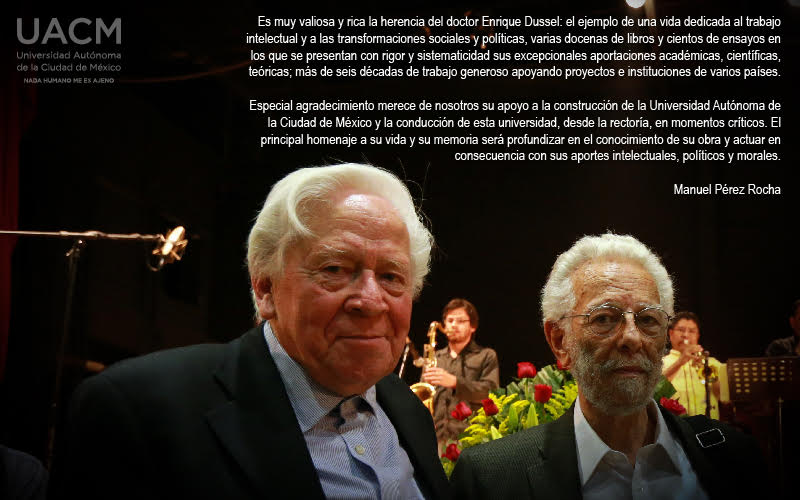 UACM
Universidad Autónoma
de la Ciudad de México
NADA HUMANO ME ES AJENO
Es muy valiosa y rica la herencia del doctor Enrique Dussel: el ejemplo de una vida dedicada al trabajo
intelectual y a las transformaciones sociales y políticas, varias docenas de libros y cientos de ensayos en
los que se presentan con rigor y sistematicidad sus excepcionales aportaciones académicas, científicas,
teóricas; más de seis décadas de trabajo generoso apoyando proyectos e instituciones de varios países.
Especial agradecimiento merece de nosotros su apoyo a la construcción de la Universidad Autónoma de
la Ciudad de México y la conducción de esta universidad, desde la rectoría, en momentos críticos. El
principal homenaje a su vida y su memoria será profundizar en el conocimiento de su obra y actuar en
consecuencia con sus aportes intelectuales, políticos y morales.
Manuel Pérez Rocha